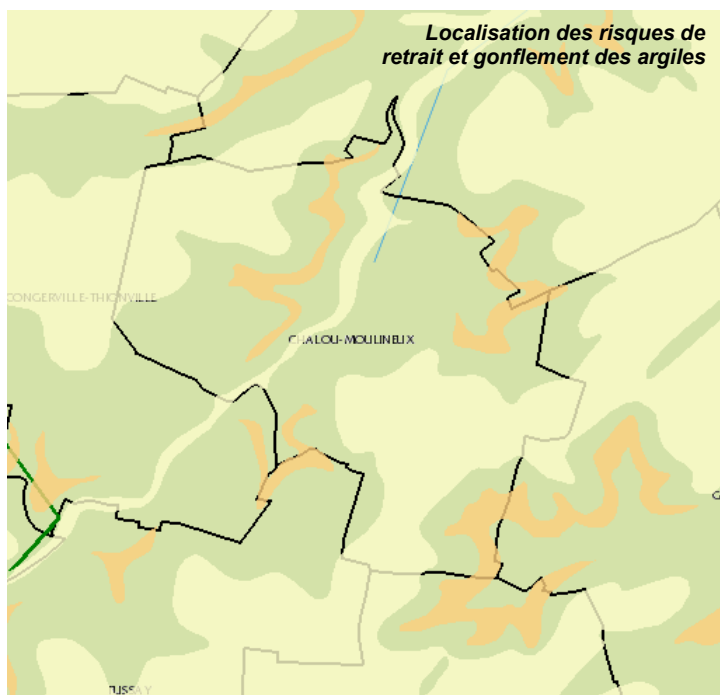 Localisation des risques de
retrait et gonflement des argiles
CONGERVILLE-THIONVILLE
CHALOU-MOULINEUX